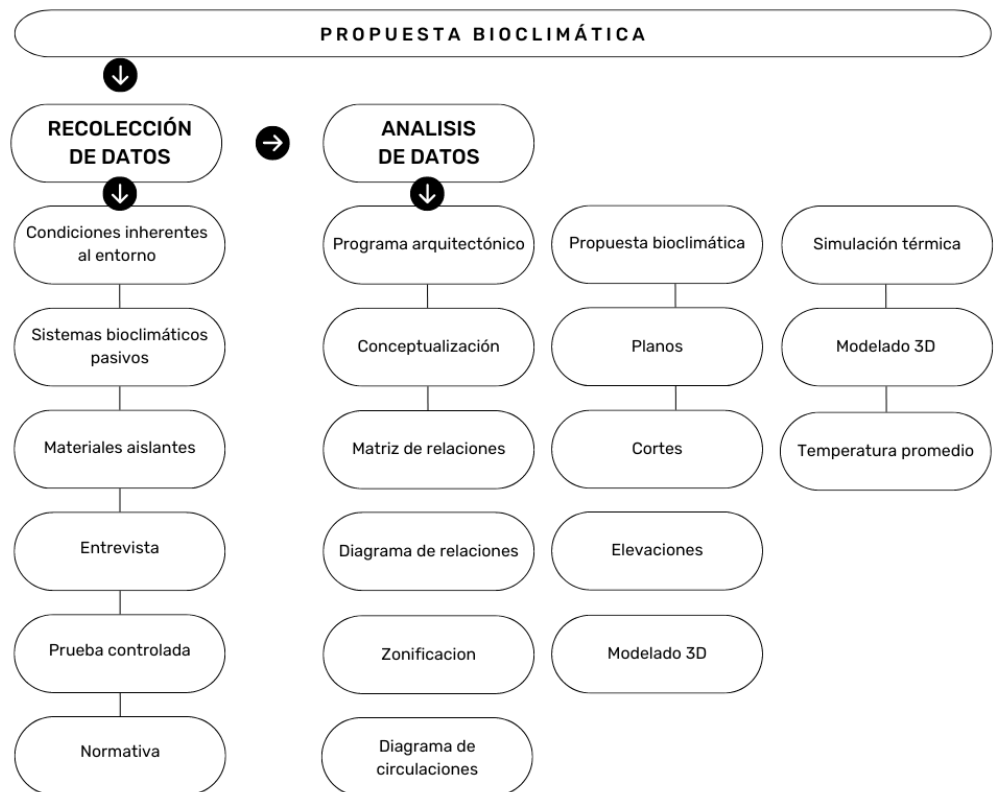 PROPUESTA BIOCLIMÁTICA
RECOLECCIÓN
DE DATOS
ANALISIS
DE DATOS
Condiciones inherentes
al entorno
Programa arquitectónico
Propuesta bioclimática
Simulación térmica
Sistemas bioclimáticos
pasivos
Conceptualización
Planos
Modelado 3D
Materiales aislantes
Matriz de relaciones
Cortes
Temperatura promedio
Entrevista
Diagrama de relaciones
Elevaciones
Prueba controlada
Zonificacion
Modelado 3D
Normativa
Diagrama de
circulaciones